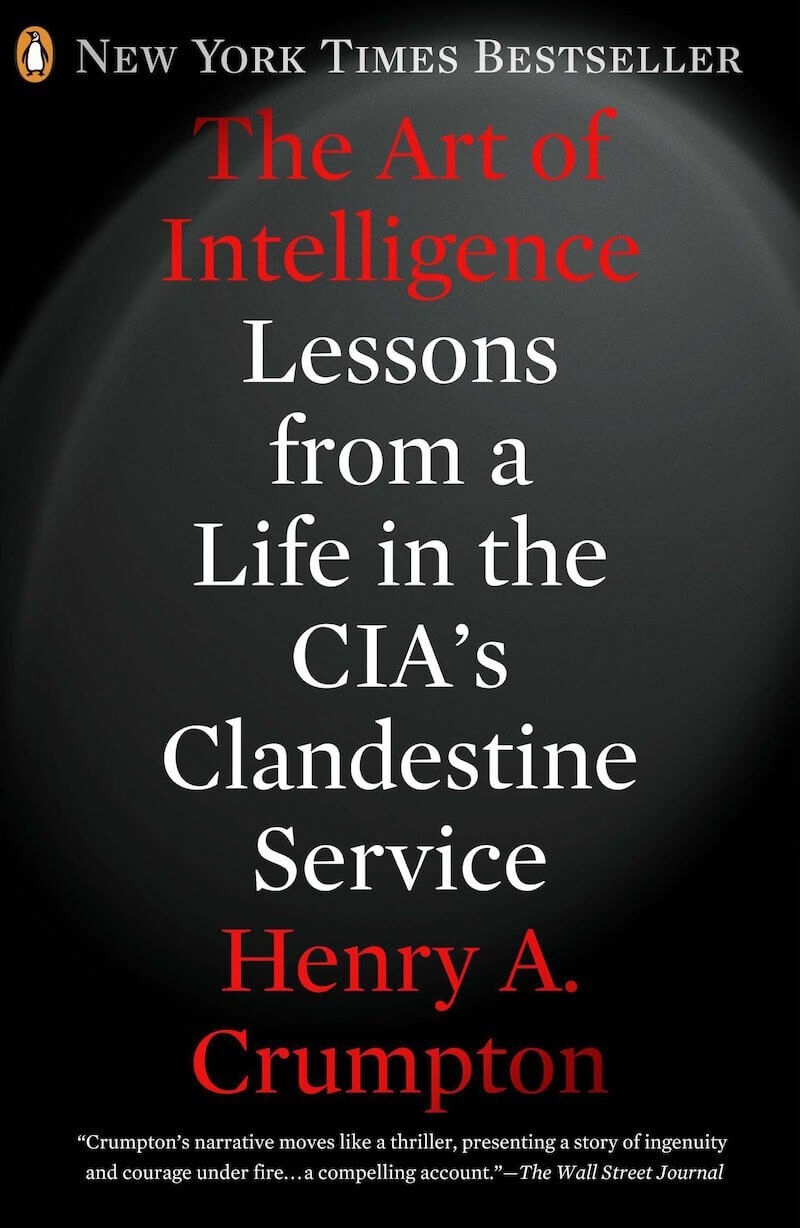 New York Times Bestseller
The Art of
Intelligence
Lessons
from a
Life in the
CIA’s
Clandestine
Service
Henry A.
Crumpton
“Crumpton’s narrative moves like a thriller, presenting a story of ingenuity
and courage under fire…a compelling account.”—The Wall Street Journal